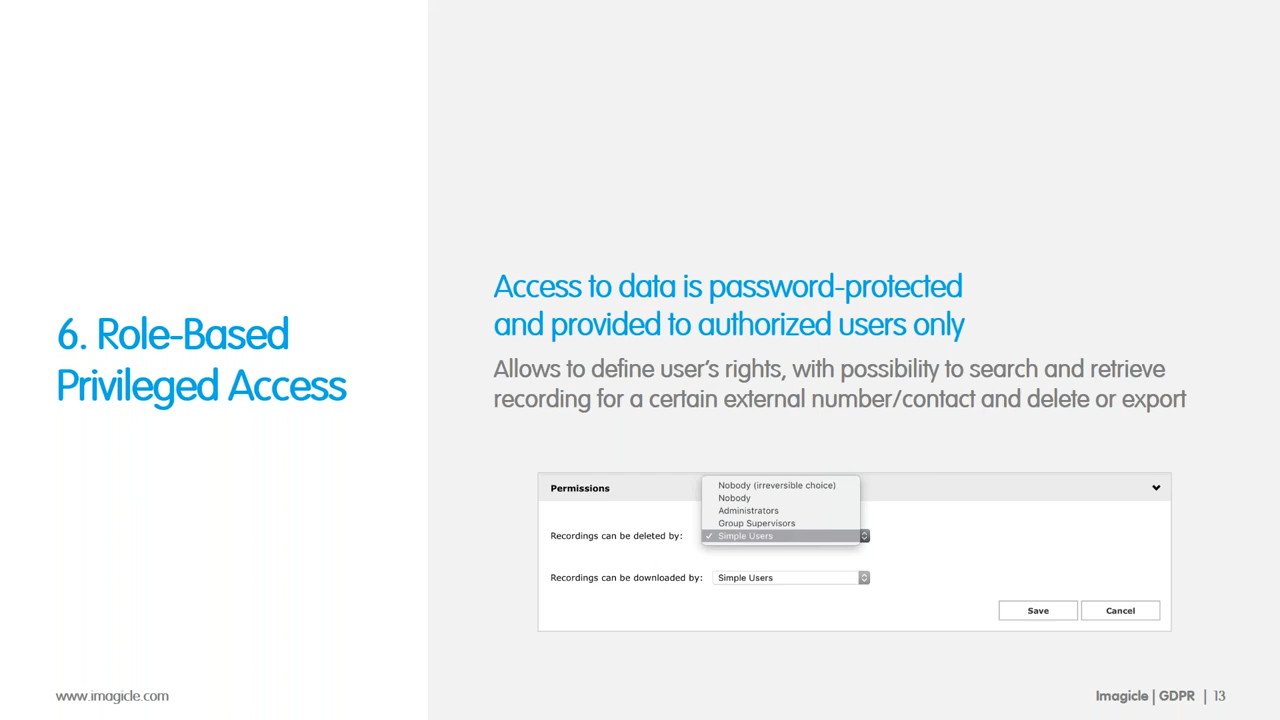 6. Role-Based
Privileged Access
Access to data is password-protected
and provided to authorized users only
Allows to define user's rights, with possibility to search and retrieve
recording for a certain external number/contact and delete or export
Permissions
Nobody (irreversible choice)
Nobody
Administrators
Group Supervisors
Recordings can be deleted by: ✓ Simple Users
Recordings can be downloaded by: Simple Users
Save Cancel
www.imagicle.com
Imagicle | GDPR | 13